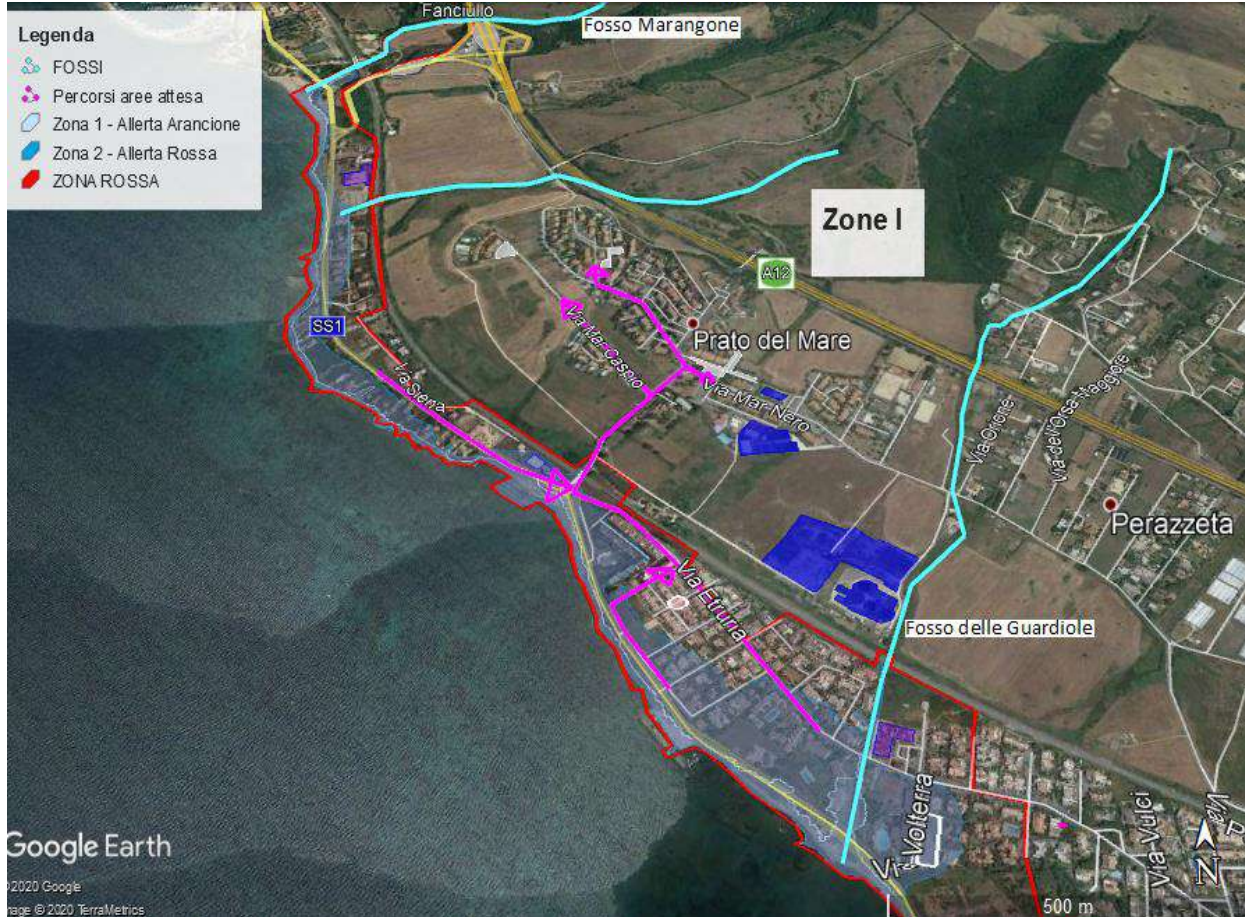 Legenda
FOSSI
Percorsi aree attesa
Zona 1 - Allerta Arancione
Zona 2 - Allerta Rossa
ZONA ROSSA
Fanciullo
Fosso Marangone
Zone I
A12
SS1
Prato del Mare
Via Siena
Via Mar Caspio
Via Mar Nero
Via Orione
Via dell'Orsa Maggiore
Perazzeta
Via Etruria
Fosso delle Guardiole
Volterra
Via Vulci
Via
N
Google Earth
2020 Google
© 2020 TerraMetrics
500 m